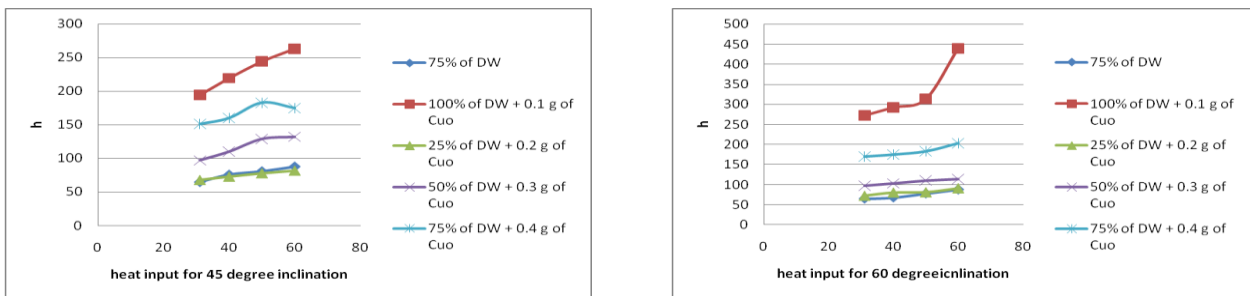 300
250
200
150
100
50
0
h
0 20 40 60 80
heat input for 45 degree inclination
75% of DW
100% of DW + 0.1 g of
Cuo
25% of DW + 0.2 g of
Cuo
50% of DW + 0.3 g of
Cuo
75% of DW + 0.4 g of
Cuo
500
450
400
350
300
250
200
150
100
50
0
h
0 20 40 60 80
heat input for 60 degreeicnlination
75% of DW
100% of DW + 0.1 g of
Cuo
25% of DW + 0.2 g of
Cuo
50% of DW + 0.3 g of
Cuo
75% of DW + 0.4 g of
Cuo